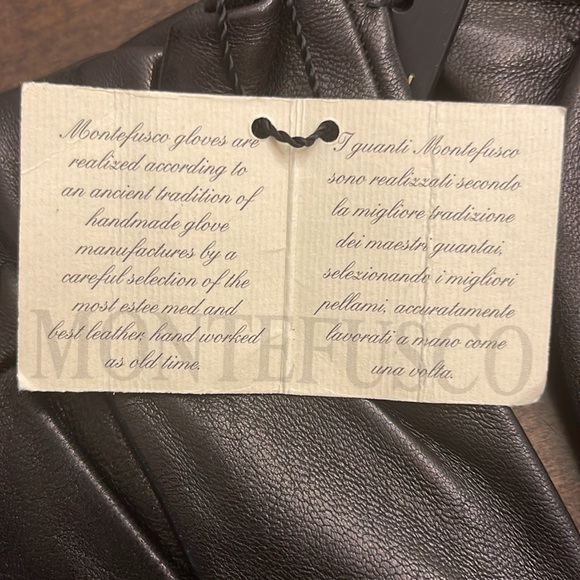 Montefusco gloves are
realized according to
an ancient tradition of
handmade glove
manufactures by a
careful selection of the
most estee med and
best leather hand worked
as old time.
I guanti Montefusco
sono realizzati secondo
la migliore tradizione
dei maestri guantai,
selezionando i migliori
pellami, accuratamente
lavorati a mano come
una volta.
MONTEFUSCO